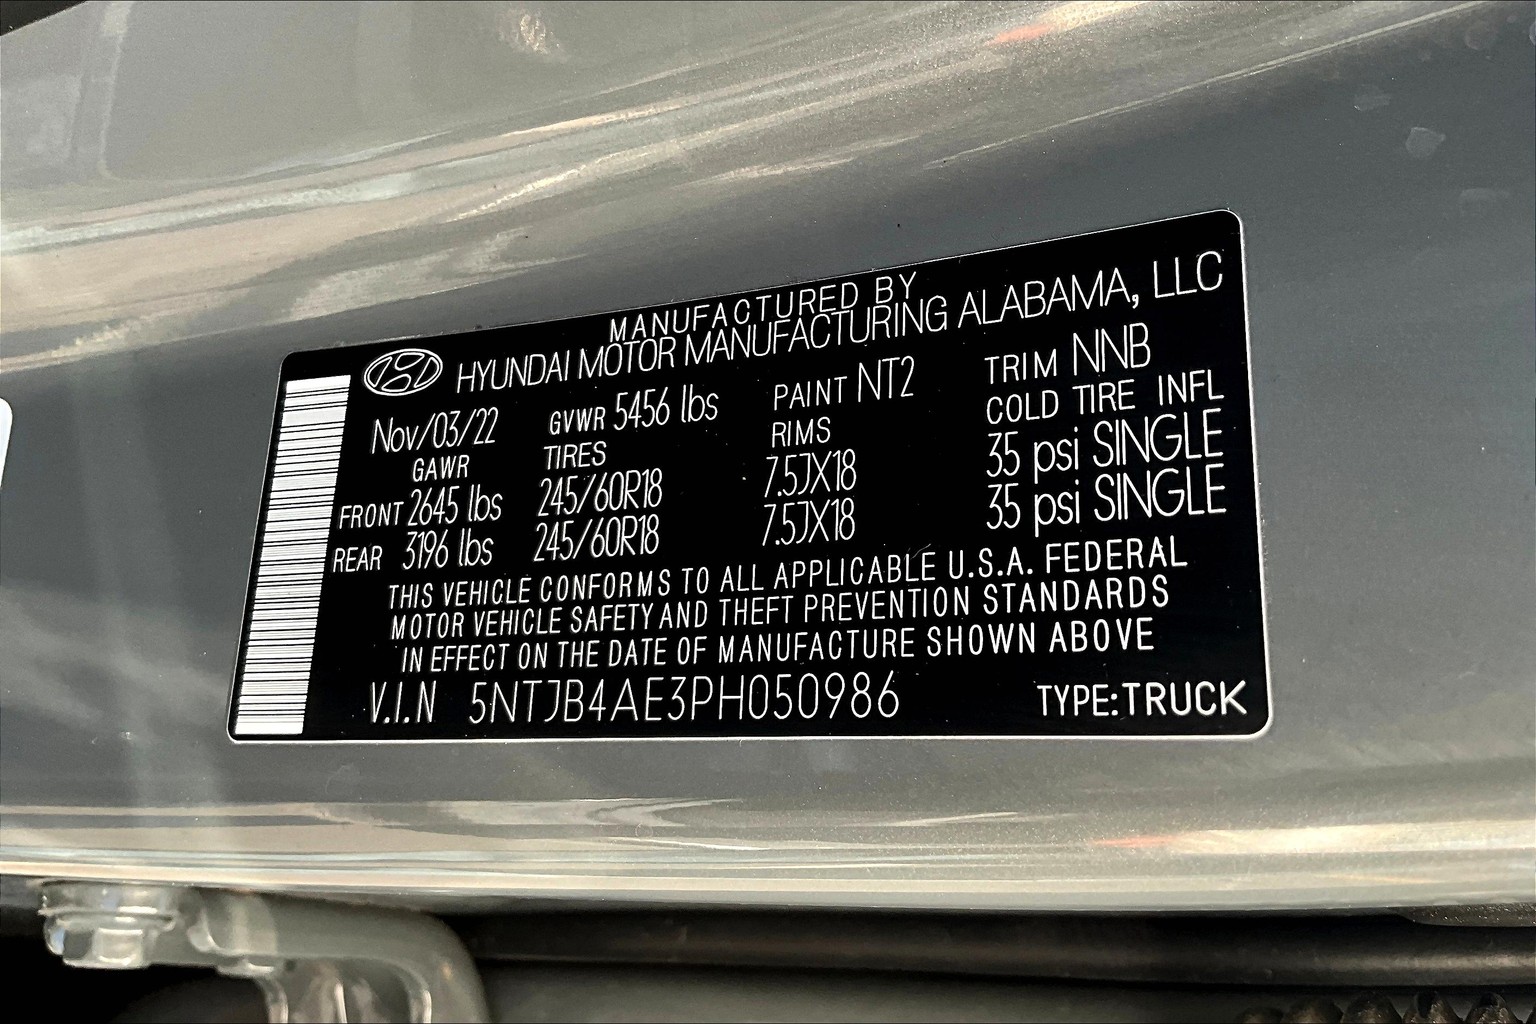 MANUFACTURED BY
HYUNDAI MOTOR MANUFACTURING ALABAMA, LLC
Nov/03/22 GVWR 5456 lbs PAINT NT2 TRIM NNB
GAWR TIRES RIMS COLD TIRE INFL
FRONT 2645 lbs 245/60R18 7.5JX18 35 psi SINGLE
REAR 3196 lbs 245/60R18 7.5JX18 35 psi SINGLE
THIS VEHICLE CONFORMS TO ALL APPLICABLE U.S.A. FEDERAL
MOTOR VEHICLE SAFETY AND THEFT PREVENTION STANDARDS
IN EFFECT ON THE DATE OF MANUFACTURE SHOWN ABOVE
V.I.N 5NTJB4AE3PH050986 TYPE:TRUCK